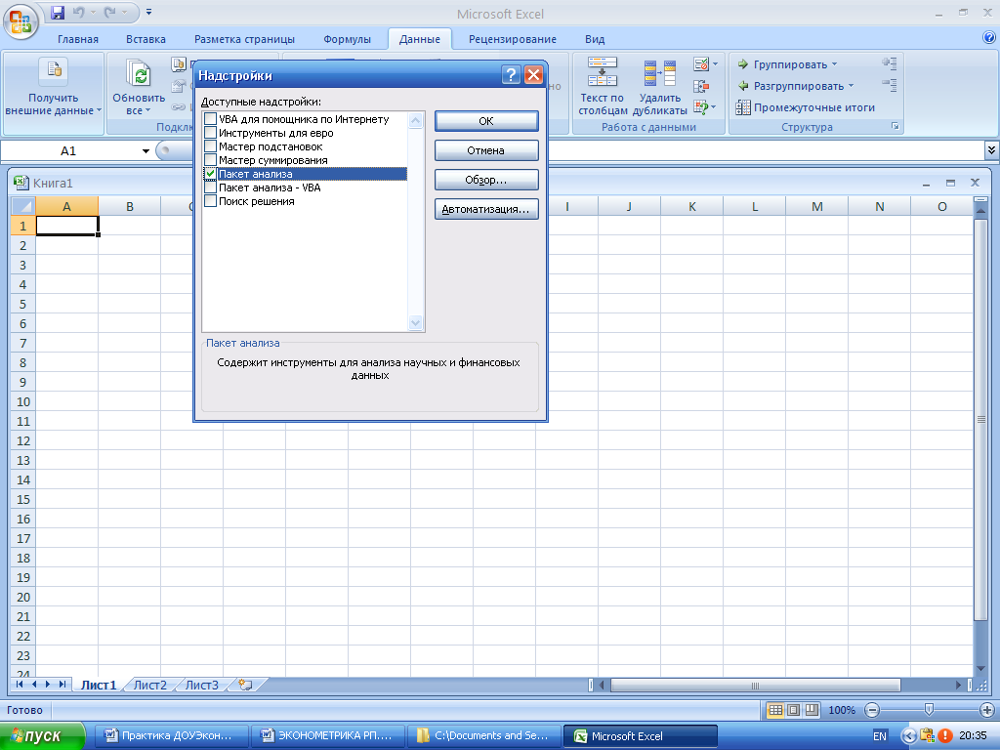 Microsoft Excel
Главная Вставка Разметка страницы Формулы Данные Рецензирование Вид
Получить
внешние данные
Обновить
все
Подклю
но
Текст по
столбцам
Удалить
дубликаты
Работа с данными
Группировать
Разгруппировать
Промежуточные итоги
Структура
Надстройки
Доступные надстройки:
VBA для помощника по Интернету
Инструменты для евро
Мастер подстановок
Мастер суммирования
Пакет анализа
Пакет анализа - VBA
Поиск решения
ОК
Отмена
Обзор...
Автоматизация...
Пакет анализа
Содержит инструменты для анализа научных и финансовых
данных
A1
Книга1
A B I J K L M N O
1
2
3
4
5
6
7
8
9
10
11
12
13
14
15
16
17
18
19
20
21
22
23
24
Лист1 Лист2 Лист3
Готово 100%
пуск Практика ДОУЭкон... ЭКОНОМЕТРИКА РП.... C:\Documents and Se... Microsoft Excel EN 20:35